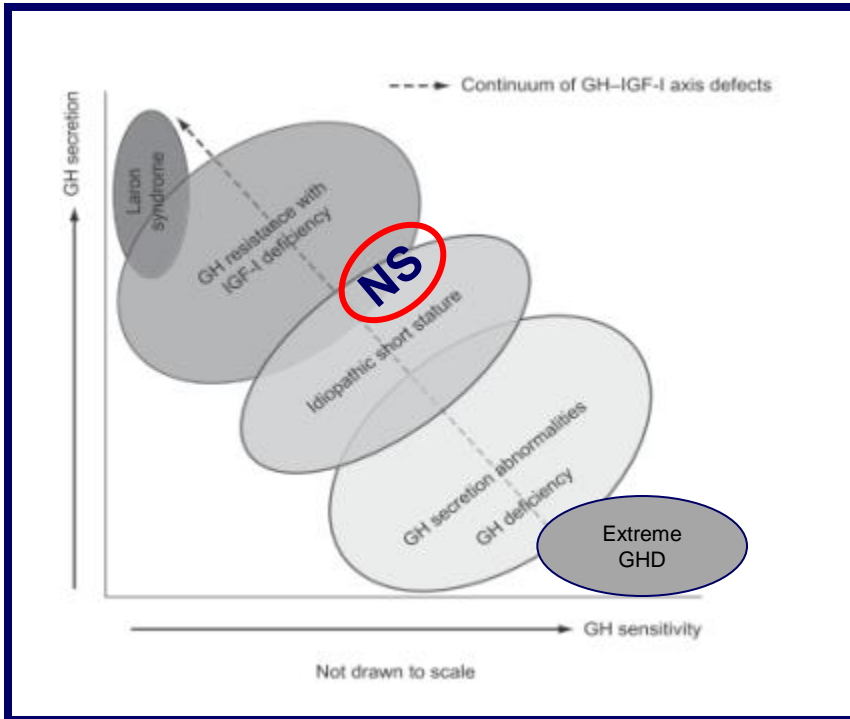 Continuum of GH–IGF-I axis defects
GH secretion
Laron
syndrome
GH resistance with
IGF-I deficiency
NS
Idiopathic short stature
GH secretion abnormalities
GH deficiency
Extreme
GHD
GH sensitivity
Not drawn to scale